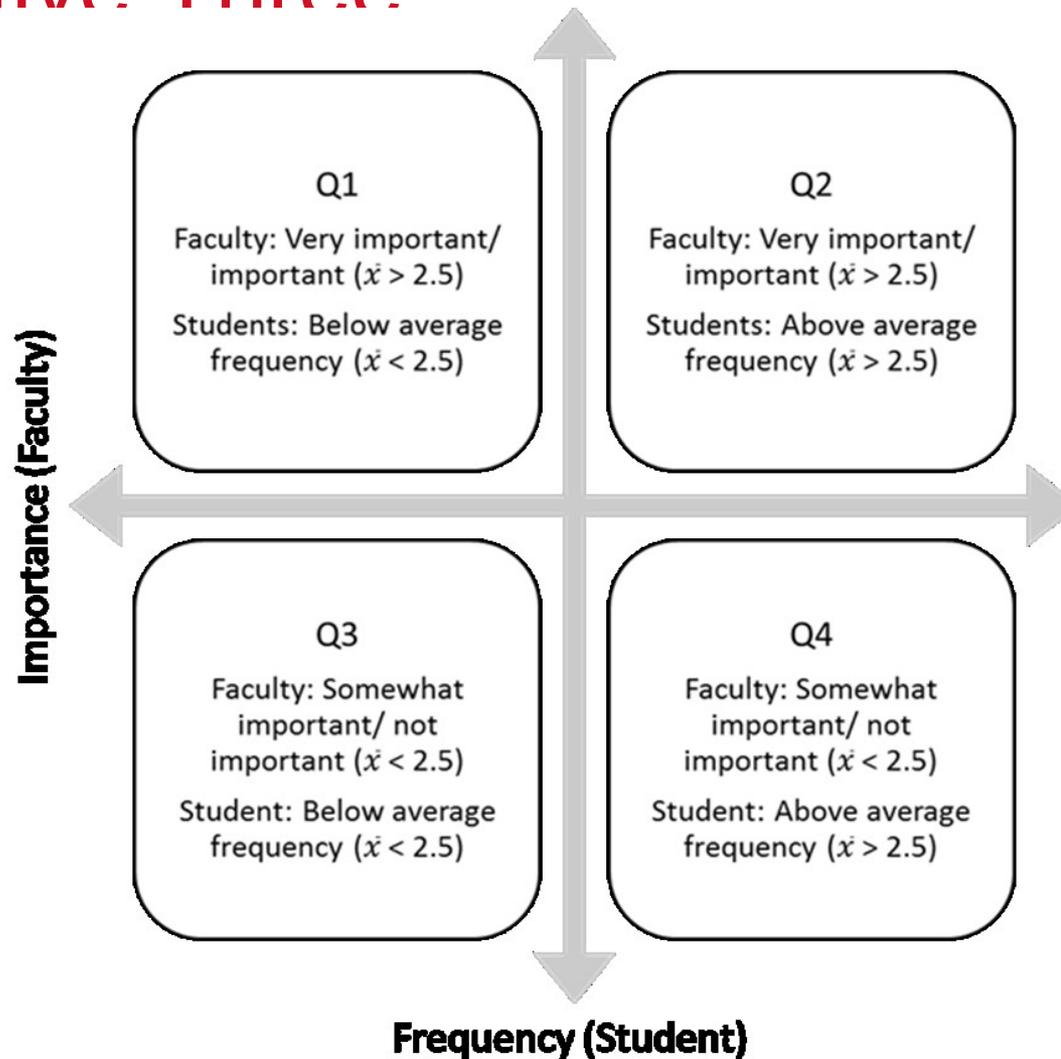 Q1
Faculty: Very important/
important (x̄ > 2.5)
Students: Below average
frequency (x̄ < 2.5)
Q2
Faculty: Very important/
important (x̄ > 2.5)
Students: Above average
frequency (x̄ > 2.5)
Importance (Faculty)
Q3
Faculty: Somewhat
important/ not
important (x̄ < 2.5)
Student: Below average
frequency (x̄ < 2.5)
Q4
Faculty: Somewhat
important/ not
important (x̄ < 2.5)
Student: Above average
frequency (x̄ > 2.5)
Frequency (Student)